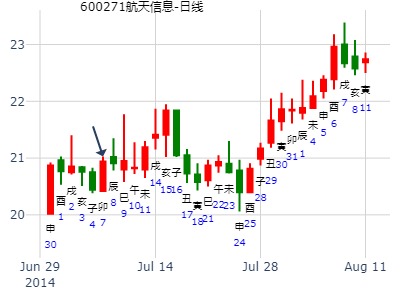 600271航天信息-日线
23
22
21
20
申
30
酉
1
戌
2
亥
3
子
4
卯
7
辰
8
巳
9
午
10
未
11
戌
14
亥
15
子
16
丑
17
寅
18
巳
21
午
22
未
23
申
24
酉
25
子
28
丑
29
寅
30
卯
31
辰
1
未
4
申
5
酉
6
戌
7
亥
8
寅
11
Jun 29
2014
Jul 14
Jul 28
Aug 11